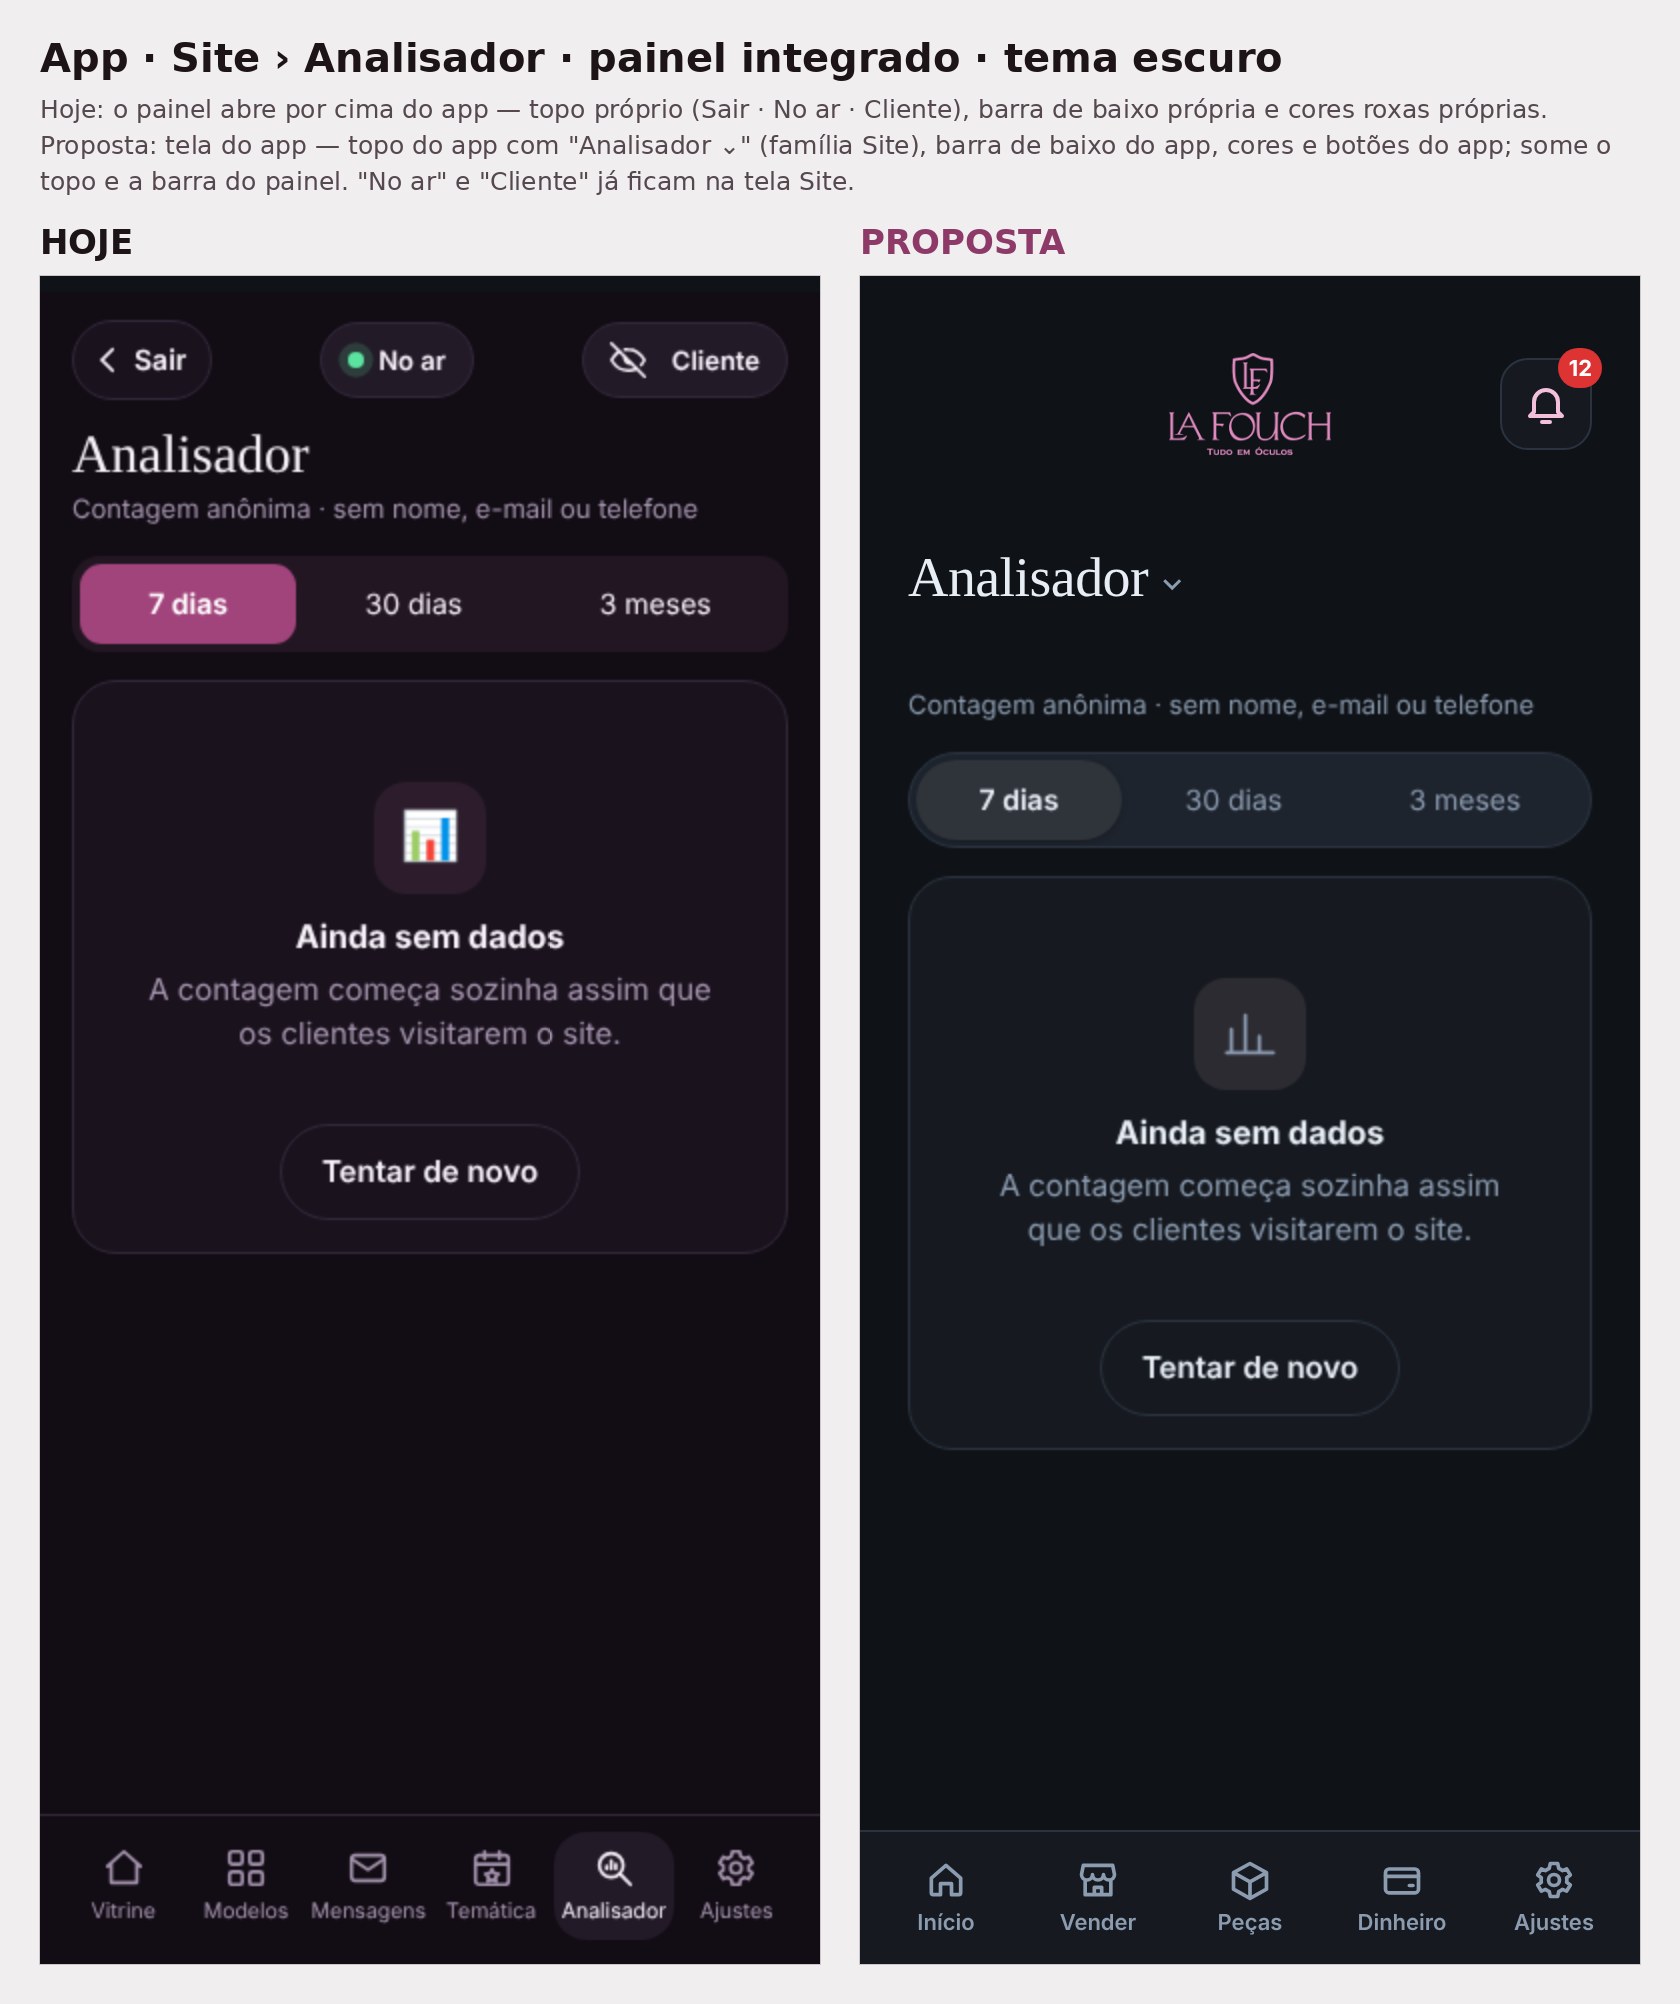 App · Site › Analisador · painel integrado · tema escuro
Hoje: o painel abre por cima do app — topo próprio (Sair · No ar · Cliente), barra de baixo própria e cores roxas próprias.
Proposta: tela do app — topo do app com "Analisador ⌄" (família Site), barra de baixo do app, cores e botões do app; some o
topo e a barra do painel. "No ar" e "Cliente" já ficam na tela Site.
HOJE
Sair
No ar
Cliente
Analisador
Contagem anônima · sem nome, e-mail ou telefone
7 dias 30 dias 3 meses
Ainda sem dados
A contagem começa sozinha assim que
os clientes visitarem o site.
Tentar de novo
Vitrine Modelos Mensagens Temática Analisador Ajustes
PROPOSTA
LF
LA FOUCH
TUDO EM ÓCULOS
12
Analisador
Contagem anônima · sem nome, e-mail ou telefone
7 dias 30 dias 3 meses
Ainda sem dados
A contagem começa sozinha assim
que os clientes visitarem o site.
Tentar de novo
Início Vender Peças Dinheiro Ajustes